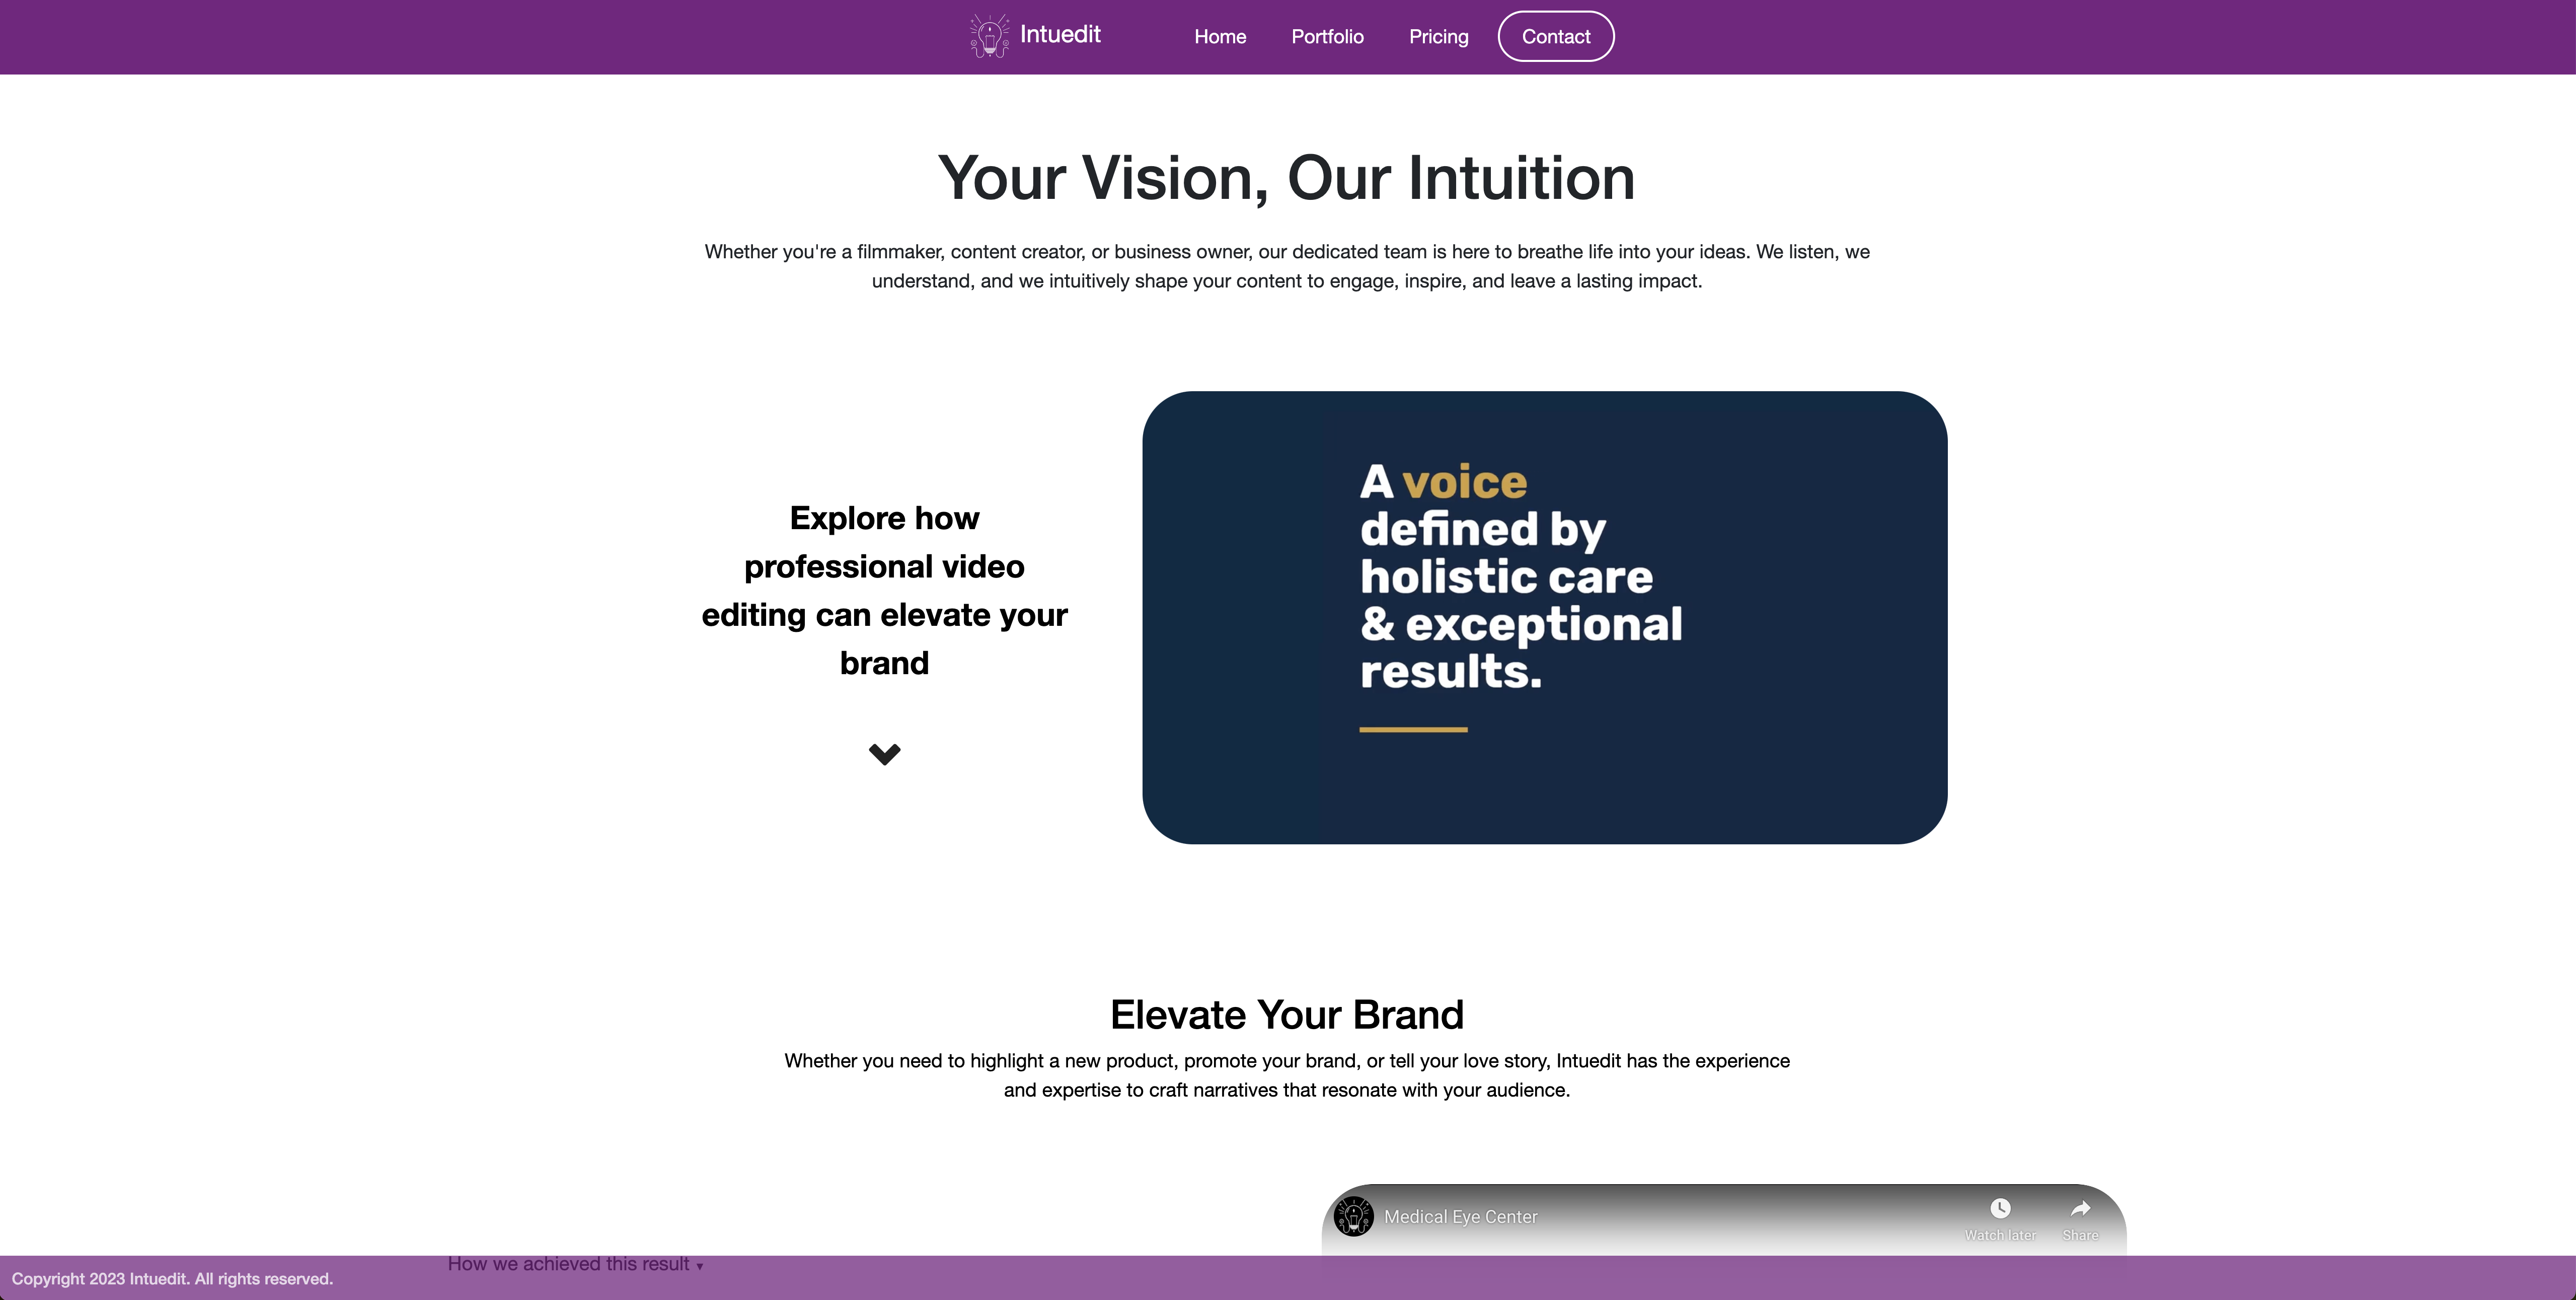 Intuedit
Home
Portfolio
Pricing
Contact
Your Vision, Our Intuition
Whether you're a filmmaker, content creator, or business owner, our dedicated team is here to breathe life into your ideas. We listen, we
understand, and we intuitively shape your content to engage, inspire, and leave a lasting impact.
Explore how
professional video
editing can elevate your
brand
A voice
defined by
holistic care
& exceptional
results.
Elevate Your Brand
Whether you need to highlight a new product, promote your brand, or tell your love story, Intuedit has the experience
and expertise to craft narratives that resonate with your audience.
Medical Eye Center
Watch later
Share
How we achieved this result ▾
Copyright 2023 Intuedit. All rights reserved.